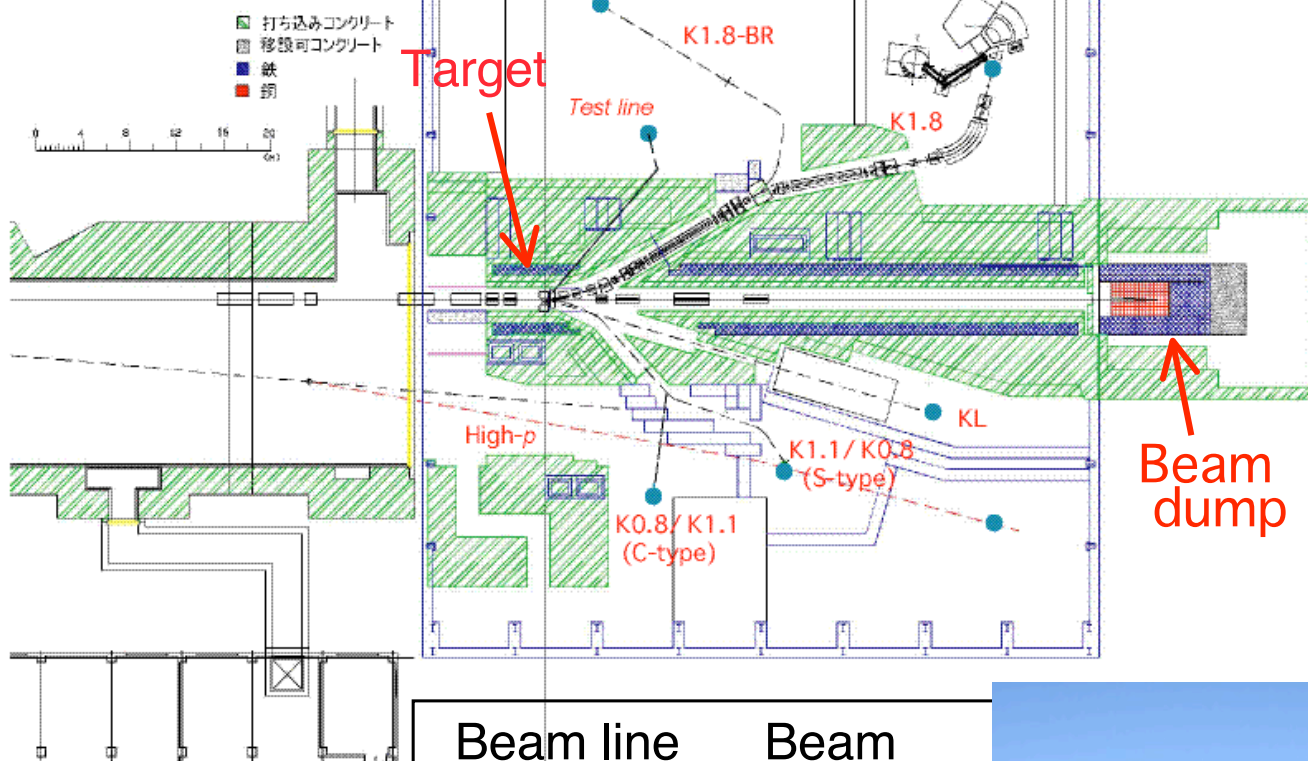 打ち込みコンクリート
移設可コンクリート
鉄
銅
0 4 8 12 16 20
(M)
Target
K1.8-BR
Test line
K1.8
High-p
KL
K1.1/K0.8
(S-type)
K0.8/K1.1
(C-type)
Beam
dump
Beam line Beam